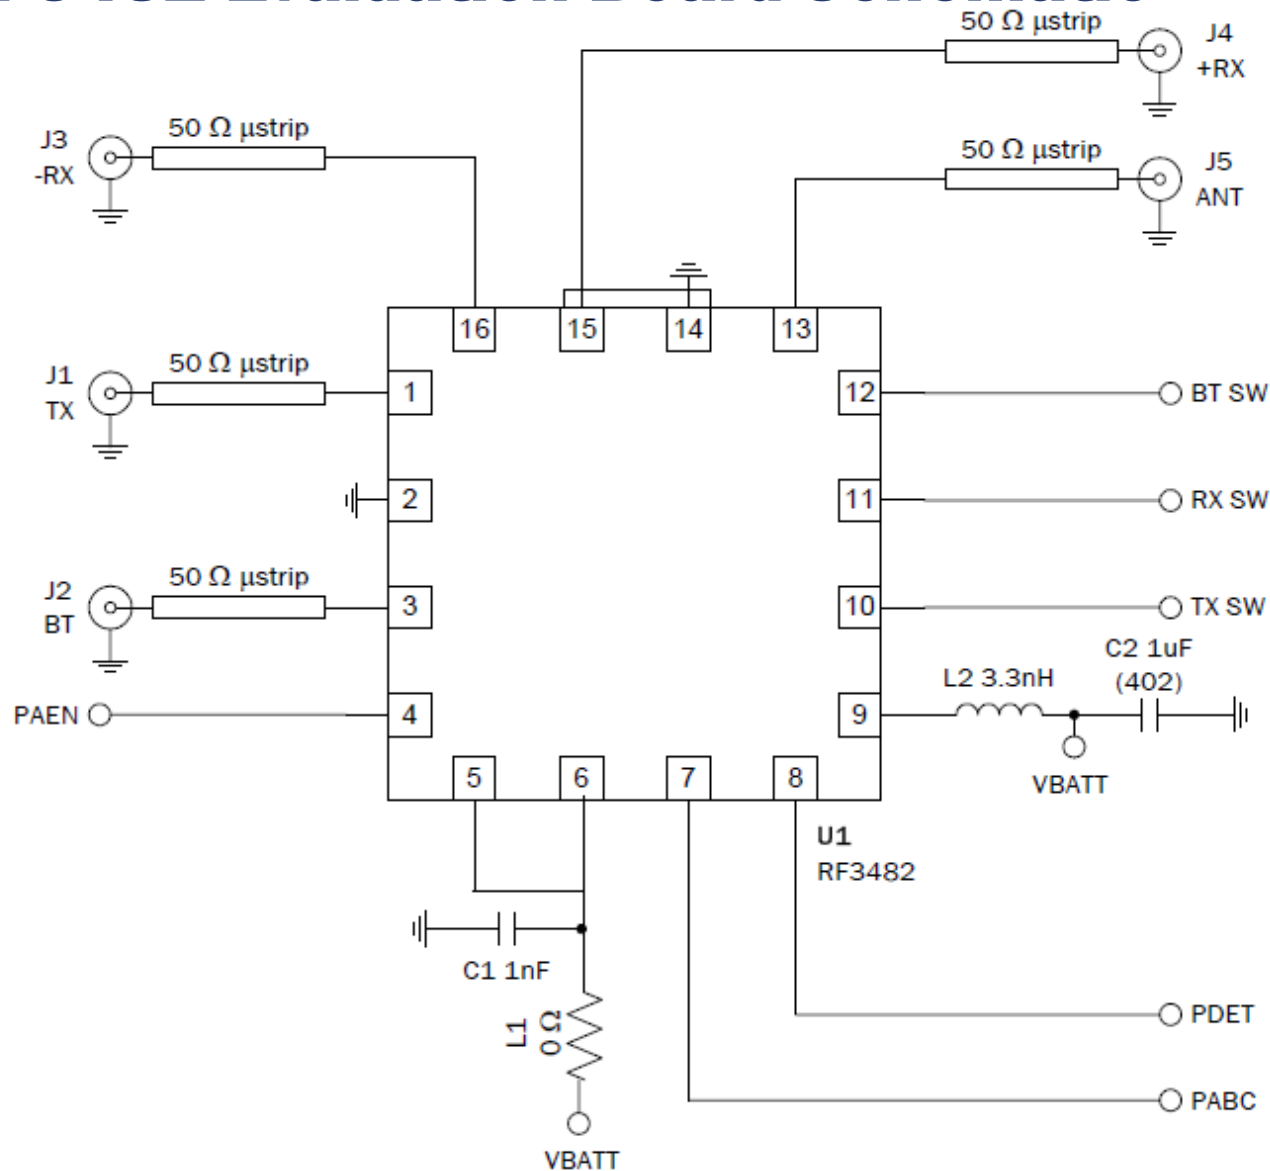 50 Ω µstrip
J4
+RX
50 Ω µstrip
J3
-RX
50 Ω µstrip
J5
ANT
16
15
14
13
50 Ω µstrip
J1
TX
1
12
BT SW
2
11
RX SW
50 Ω µstrip
J2
BT
3
10
TX SW
C2 1uF
(402)
L2 3.3nH
PAEN
4
9
VBATT
5
6
7
8
U1
RF3482
C1 1nF
L1
0 Ω
PDET
PABC
VBATT